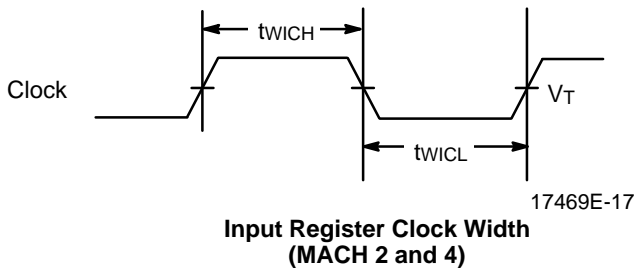 tWICH
Clock
VT
tWICL
17469E-17
Input Register Clock Width
(MACH 2 and 4)